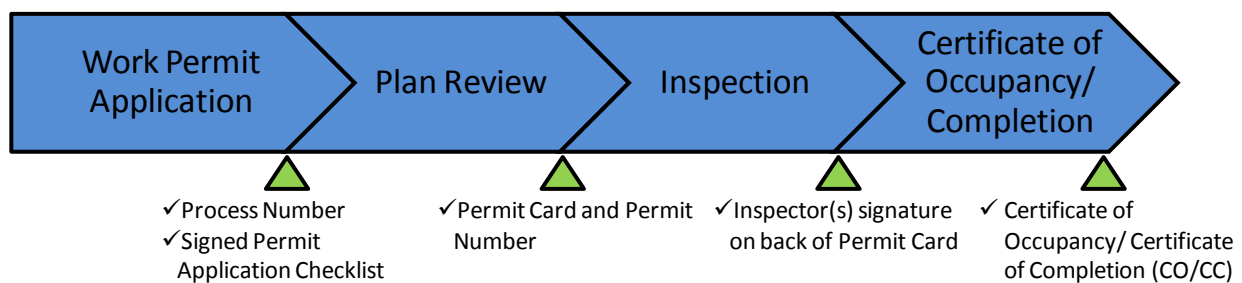 Work Permit
Application
Plan Review
Inspection
Certificate of
Occupancy/
Completion
✓Process Number
✓Signed Permit
Application Checklist
✓Permit Card and Permit
Number
✓Inspector(s) signature
on back of Permit Card
✓ Certificate of
Occupancy/ Certificate
of Completion (CO/CC)